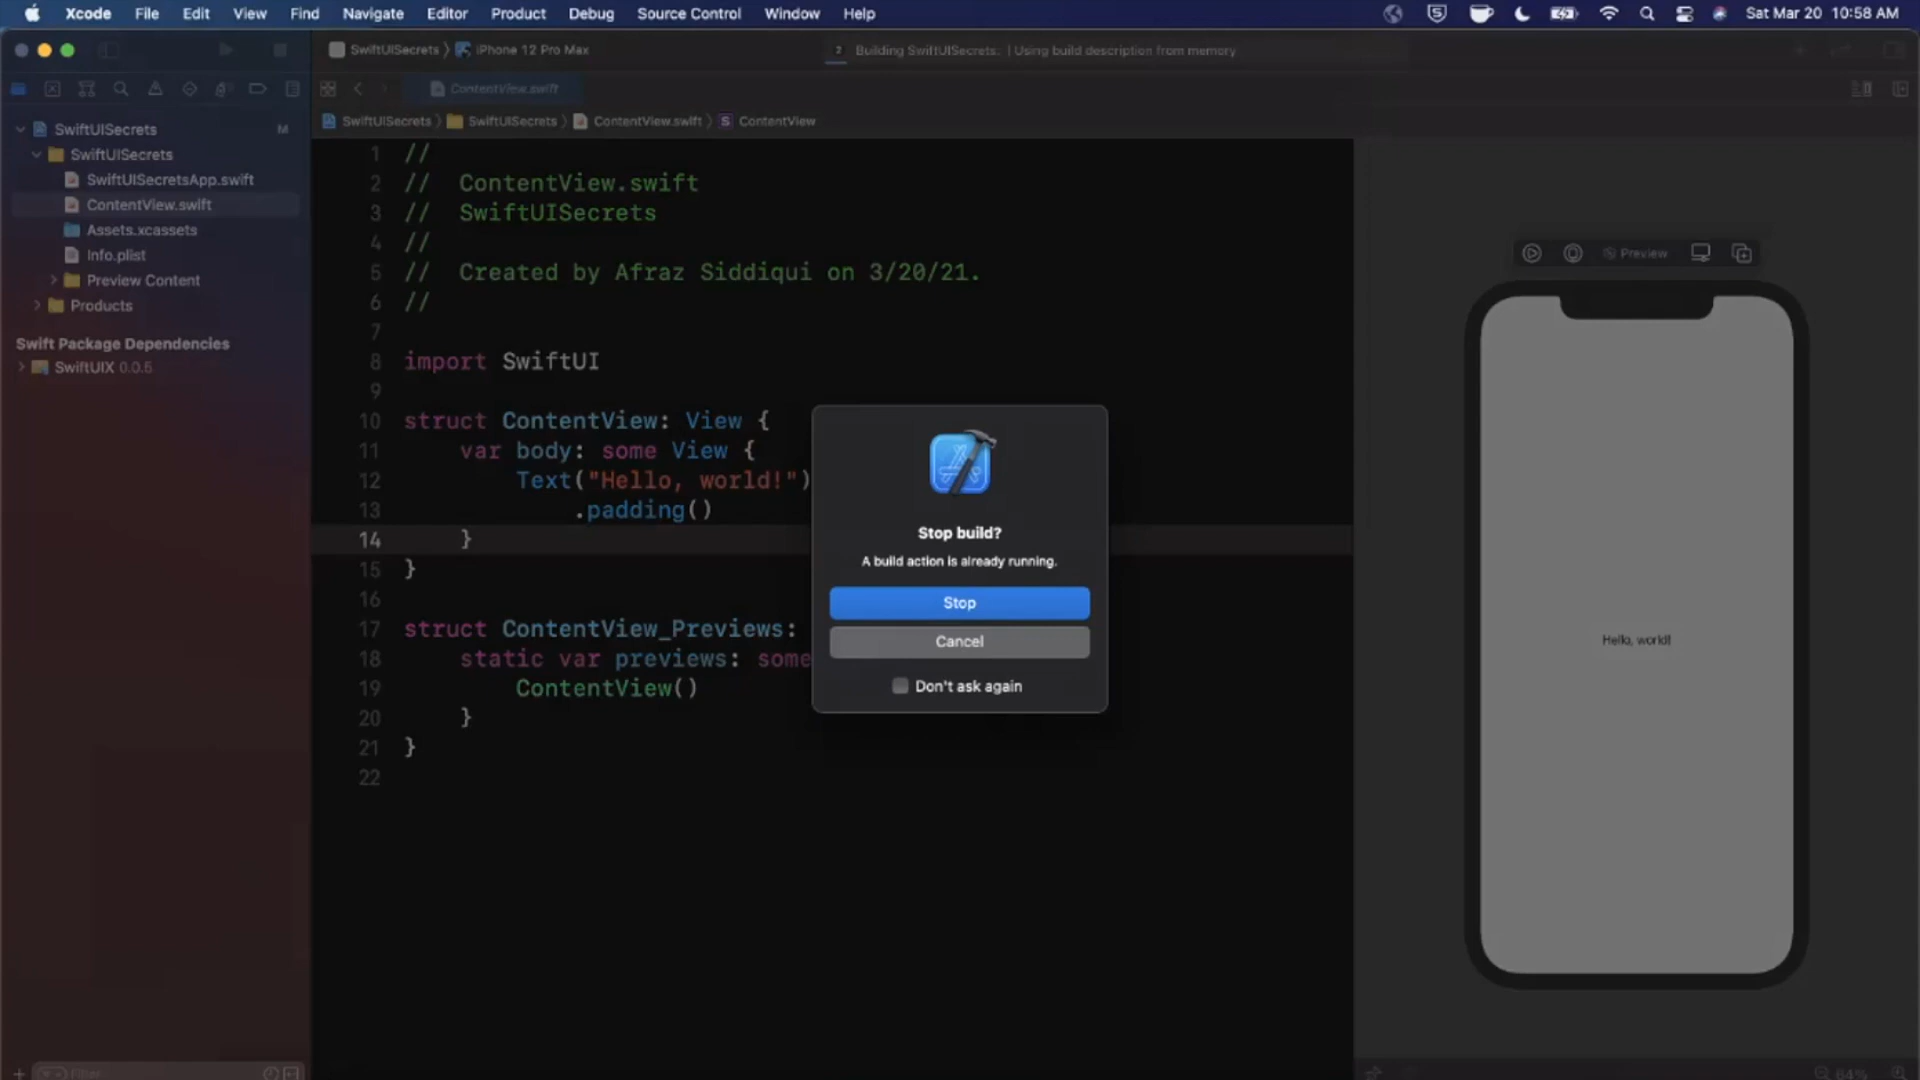 Xcode File Edit View Find Navigate Editor Product Debug Source Control Window Help Sat Mar 20 10:58 AM
SwiftUISecrets iPhone 12 Pro Max 2 Building SwiftUISecrets. | Using build description from memory
ContentView.swift
SwiftUISecrets SwiftUISecrets ContentView.swift S ContentView
SwiftUISecrets M
SwiftUISecrets
SwiftUISecretsApp.swift
ContentView.swift
Assets.xcassets
Info.plist
Preview Content
Products
Swift Package Dependencies
SwiftUIX 0.0.5
Filter
1 //
2 // ContentView.swift
3 // SwiftUISecrets
4 //
5 // Created by Afraz Siddiqui on 3/20/21.
6 //
7
8 import SwiftUI
9
10 struct ContentView: View {
11 var body: some View {
12 Text("Hello, world!")
13 .padding()
14 }
15 }
16
17 struct ContentView_Previews:
18 static var previews: some
19 ContentView()
20 }
21 }
22
Stop build?
A build action is already running.
Stop
Cancel
Don't ask again
Preview
Hello, world!
64%